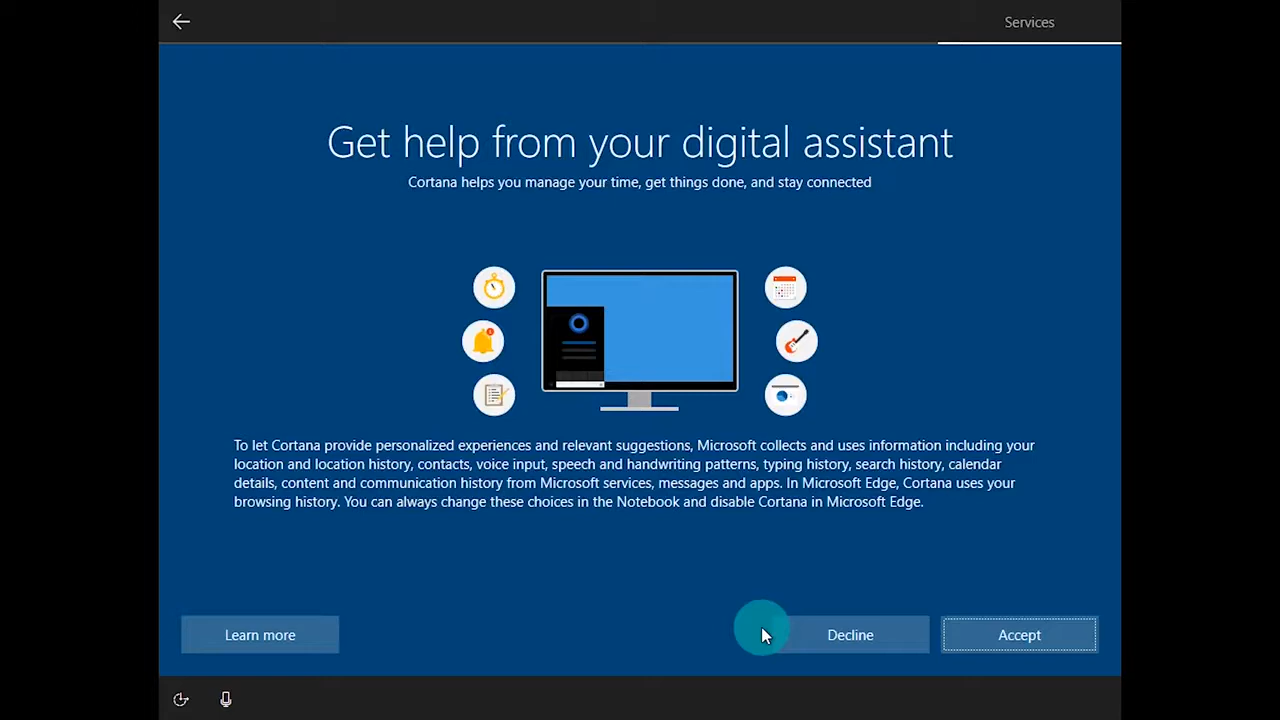 Services
Get help from your digital assistant
Cortana helps you manage your time, get things done, and stay connected
To let Cortana provide personalized experiences and relevant suggestions, Microsoft collects and uses information including your
location and location history, contacts, voice input, speech and handwriting patterns, typing history, search history, calendar
details, content and communication history from Microsoft services, messages and apps. In Microsoft Edge, Cortana uses your
browsing history. You can always change these choices in the Notebook and disable Cortana in Microsoft Edge.
Learn more
Decline
Accept